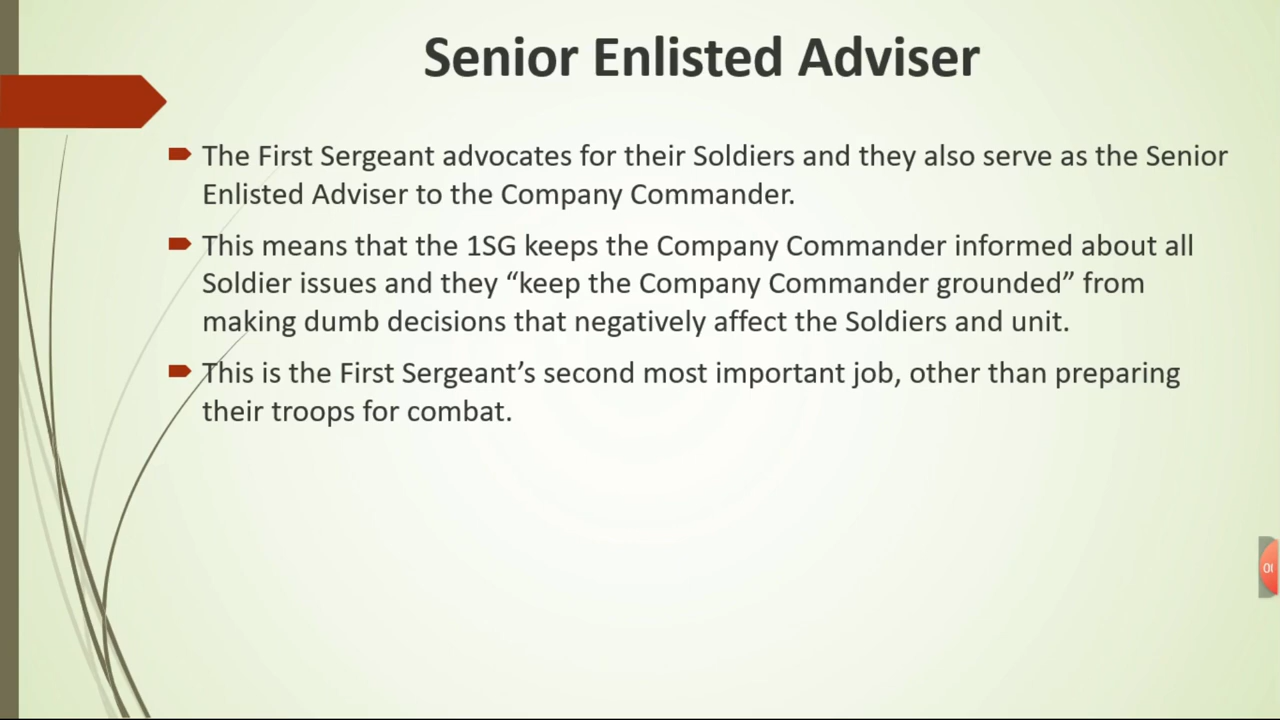 Senior Enlisted Adviser
The First Sergeant advocates for their Soldiers and they also serve as the Senior
Enlisted Adviser to the Company Commander.
This means that the 1SG keeps the Company Commander informed about all
Soldier issues and they “keep the Company Commander grounded” from
making dumb decisions that negatively affect the Soldiers and unit.
This is the First Sergeant’s second most important job, other than preparing
their troops for combat.